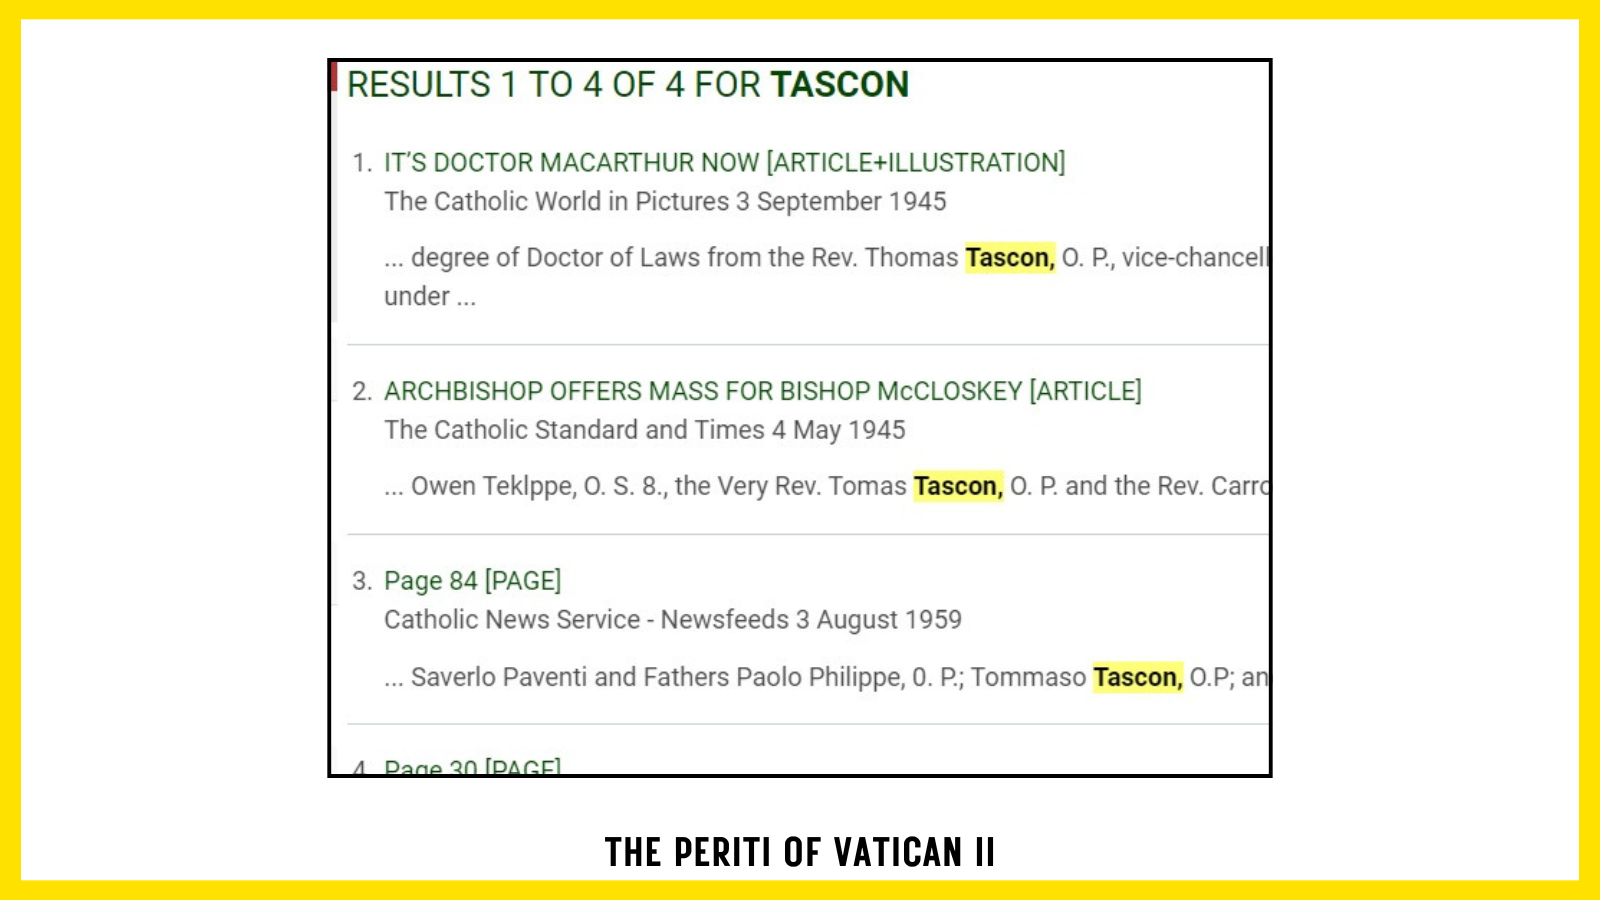 RESULTS 1 TO 4 OF 4 FOR TASCON
1. IT'S DOCTOR MACARTHUR NOW [ARTICLE+ILLUSTRATION]
The Catholic World in Pictures 3 September 1945
... degree of Doctor of Laws from the Rev. Thomas Tascon, O. P., vice-chancell
under ...
2. ARCHBISHOP OFFERS MASS FOR BISHOP McCLOSKEY [ARTICLE]
The Catholic Standard and Times 4 May 1945
... Owen Teklppe, O. S. 8., the Very Rev. Tomas Tascon, O. P. and the Rev. Carro
3. Page 84 [PAGE]
Catholic News Service - Newsfeeds 3 August 1959
... Saverlo Paventi and Fathers Paolo Philippe, 0. P.; Tommaso Tascon, O.P; an
4. Page 30 [PAGE]
THE PERITI OF VATICAN II